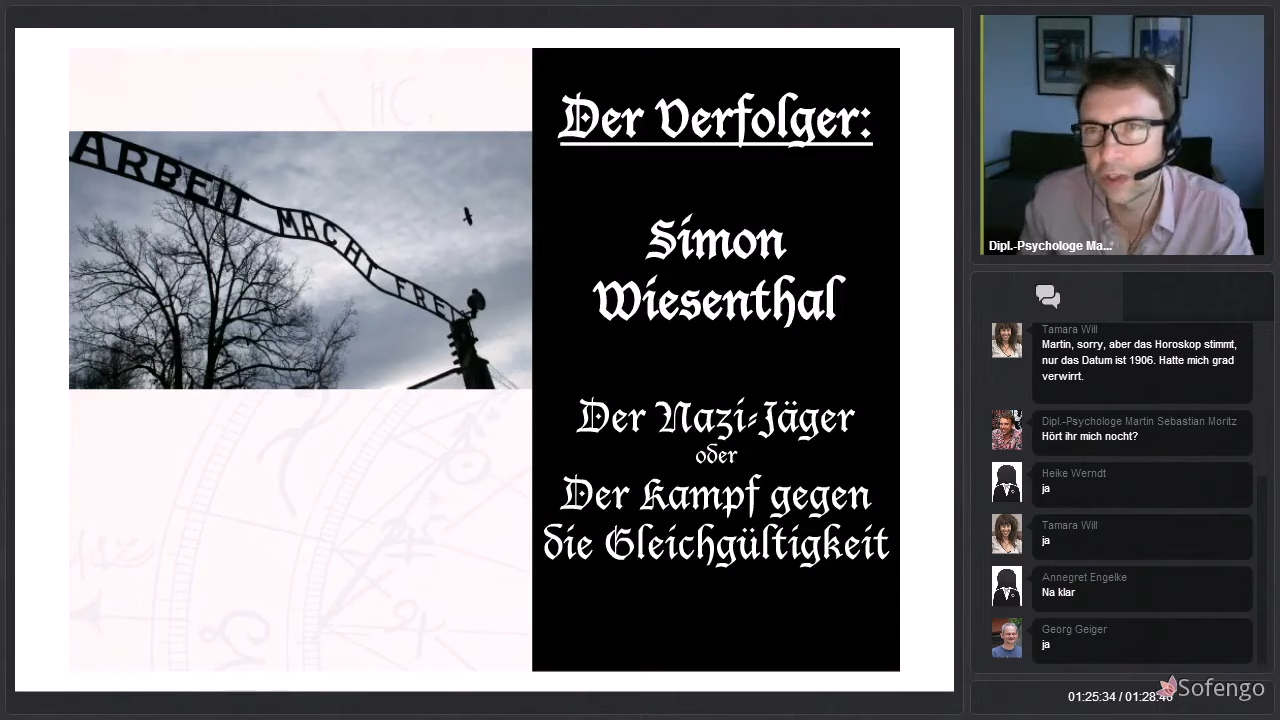 ARBEIT MACHT FREI
Der Verfolger:
Simon
Wiesenthal
Der Nazi-Jäger
oder
Der Kampf gegen
die Gleichgültigkeit
Dipl.-Psychologe Ma...
Tamara Will
Martin, sorry, aber das Horoskop stimmt,
nur das Datum ist 1906. Hatte mich grad
verwirrt.
Dipl.-Psychologe Martin Sebastian Moritz
Hört ihr mich nocht?
Heike Werndt
ja
Tamara Will
ja
Annegret Engelke
Na klar
Georg Geiger
ja
01:25:34 / 01:28:46
Sofengo